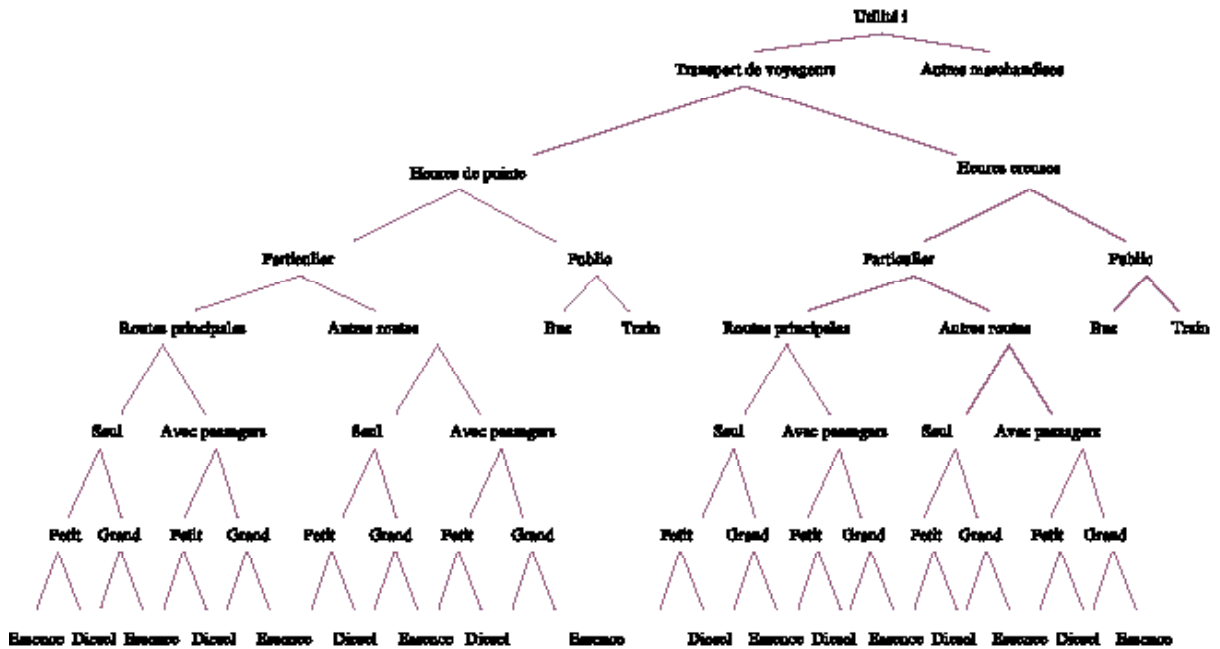 Utilité i
Transport de voyageurs Autres marchandises
Heures de pointe Heures creuses
Particulier Public Particulier Public
Routes principales Autres routes Bus Train Routes principales Autres routes Bus Train
Seul Avec passagers Seul Avec passagers Seul Avec passagers Seul Avec passagers
Petit Grand Petit Grand Petit Grand Petit Grand Petit Grand Petit Grand Petit Grand Petit Grand
Essence Diesel Essence Diesel Essence Diesel Essence Diesel Essence Diesel Essence Diesel Essence Diesel Essence Diesel Essence